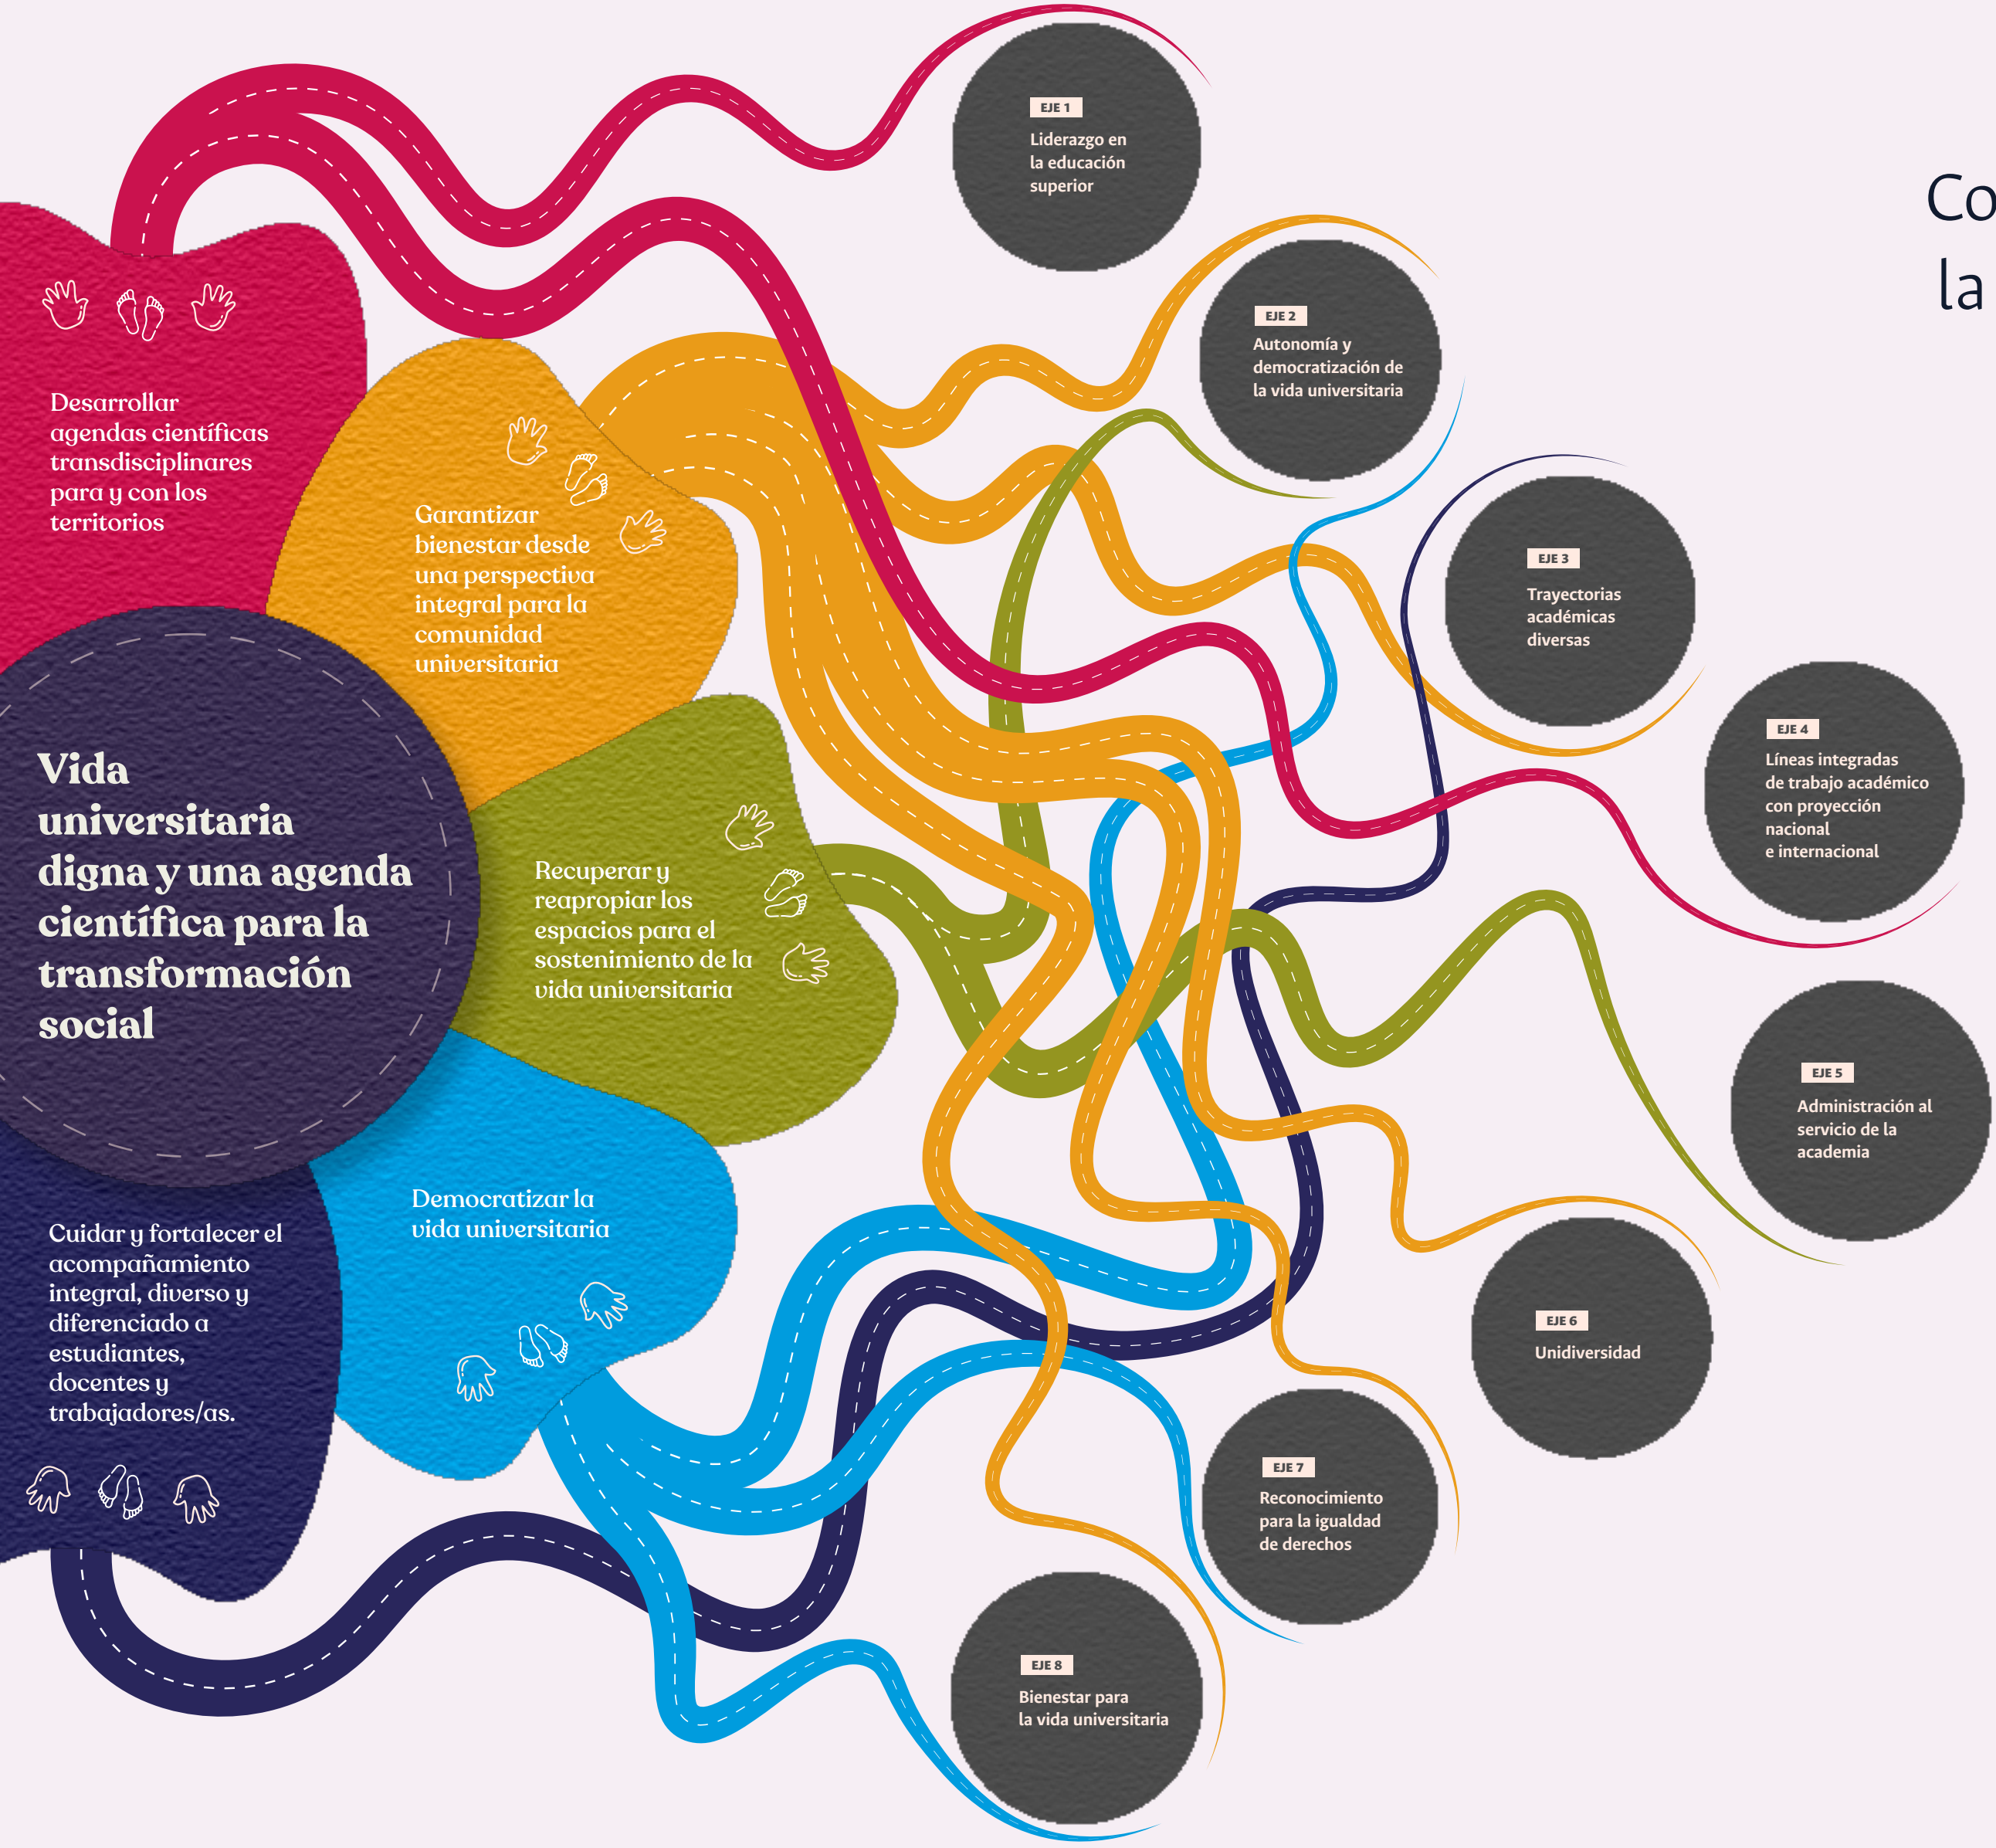 Vida
universitaria
digna y una agenda
científica para la
transformación
social
Desarrollar
agendas científicas
transdisciplinares
para y con los
territorios
Garantizar
bienestar desde
una perspectiva
integral para la
comunidad
universitaria
Recuperar y
reapropiar los
espacios para el
sostenimiento de la
vida universitaria
Democratizar la
vida universitaria
Cuidar y fortalecer el
acompañamiento
integral, diverso y
diferenciado a
estudiantes,
docentes y
trabajadores/as.
EJE 1
Liderazgo en
la educación
superior
EJE 2
Autonomía y
democratización de
la vida universitaria
EJE 3
Trayectorias
académicas
diversas
EJE 4
Líneas integradas
de trabajo académico
con proyección
nacional
e internacional
EJE 5
Administración al
servicio de la
academia
EJE 6
Unidiversidad
EJE 7
Reconocimiento
para la igualdad
de derechos
EJE 8
Bienestar para
la vida universitaria
Co
la